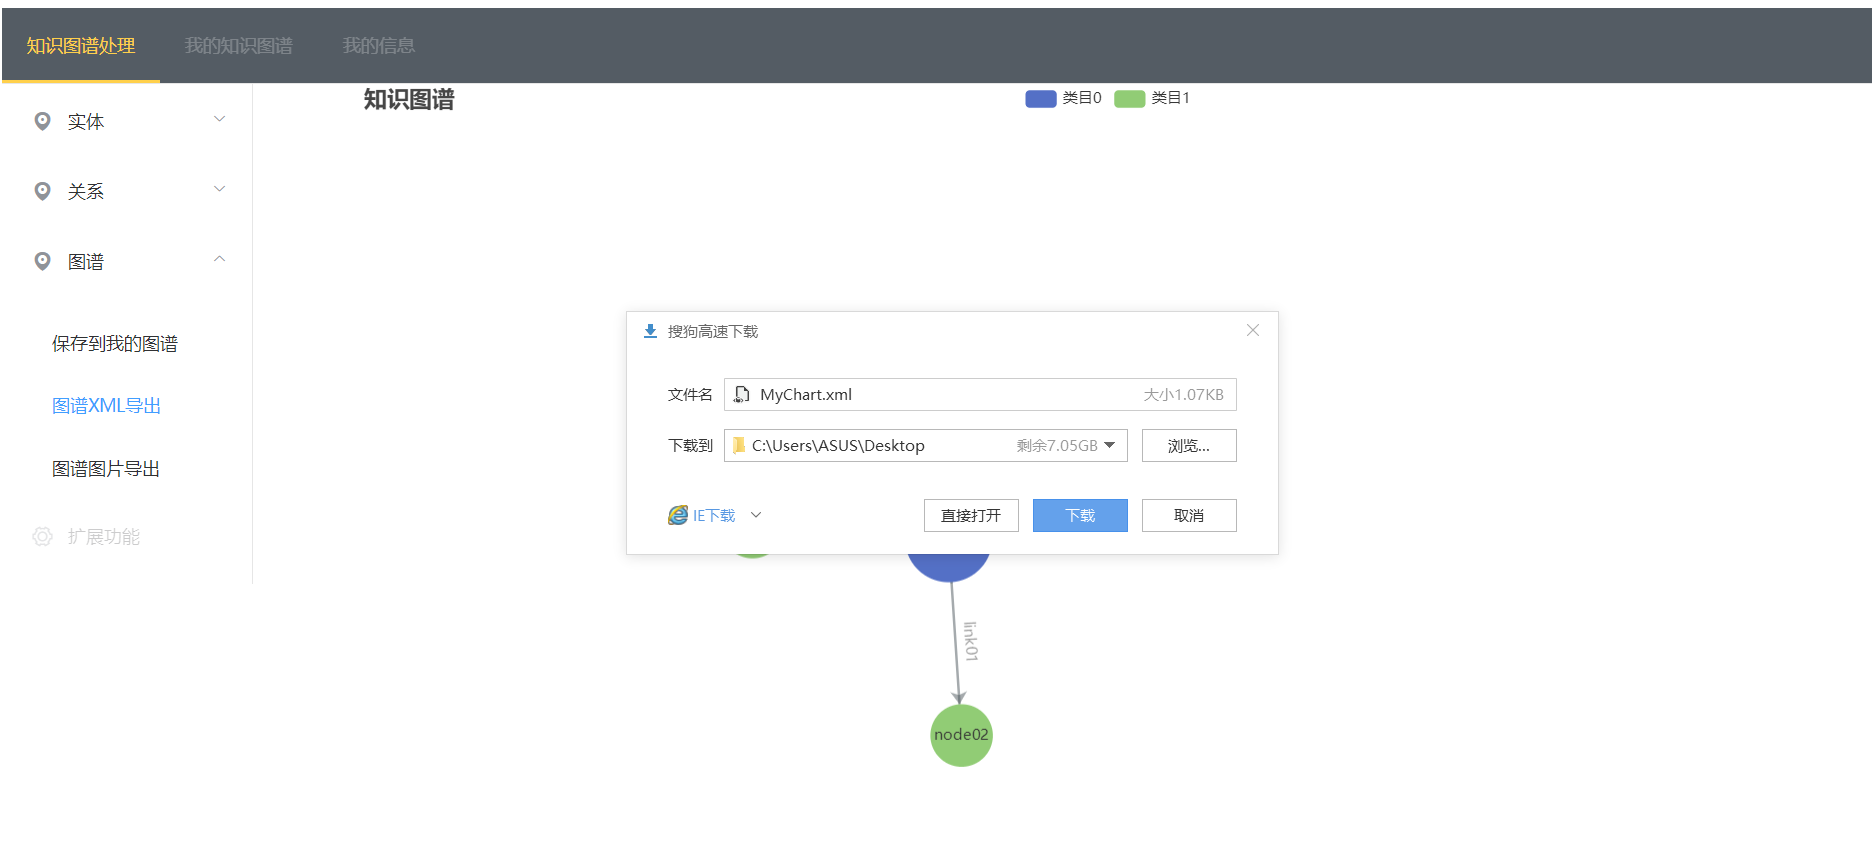 知识图谱处理 我的知识图谱 我的信息
知识图谱
类目0 类目1
实体
关系
图谱
保存到我的图谱
图谱XML导出
图谱图片导出
扩展功能
搜狗高速下载
文件名 MyChart.xml 大小1.07KB
下载到 C:\Users\ASUS\Desktop 剩余7.05GB 浏览...
IE下载 直接打开 下载 取消
link01
node02